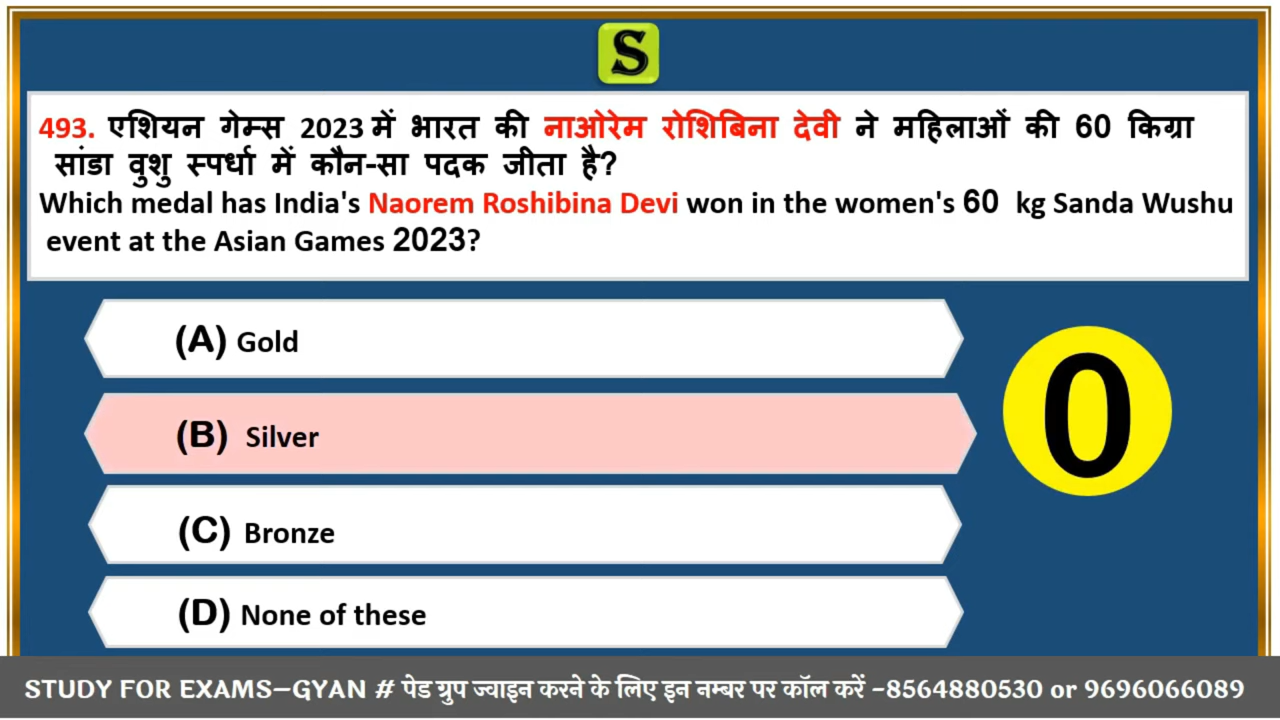 S
493. एशियन गेम्स 2023 में भारत की नाओरेम रोशिबिना देवी ने महिलाओं की 60 किग्रा
सांडा वुशु स्पर्धा में कौन-सा पदक जीता है?
Which medal has India's Naorem Roshibina Devi won in the women's 60 kg Sanda Wushu
event at the Asian Games 2023?
(A) Gold
(B) Silver
0
(C) Bronze
(D) None of these
STUDY FOR EXAMS–GYAN # पेड ग्रुप ज्वाइन करने के लिए इन नम्बर पर कॉल करें –8564880530 or 9696066089